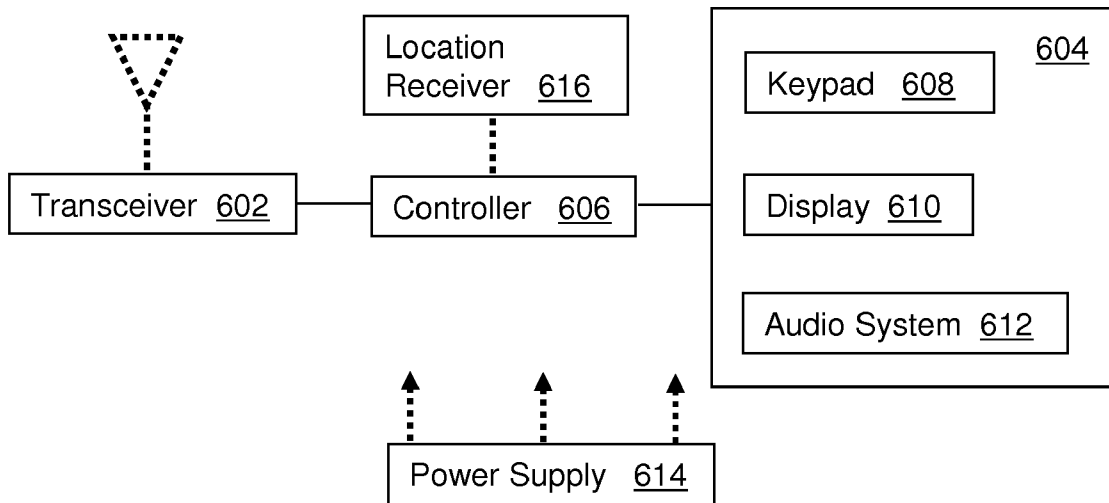 Location
Receiver 616
604
Keypad 608
Transceiver 602
Controller 606
Display 610
Audio System 612
Power Supply 614